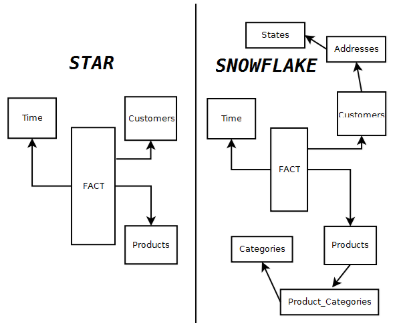 STAR
Time
Customers
FACT
Products
SNOWFLAKE
States
Addresses
Time
Customers
FACT
Categories
Products
Product_Categories